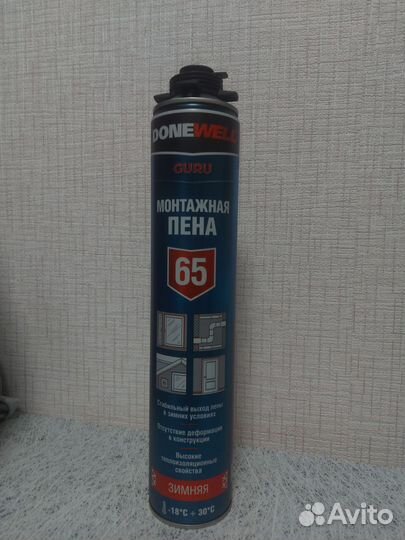 DONEWELL
GURU
МОНТАЖНАЯ
ПЕНА
65
Стабильный выход пены
в зимних условиях
Отсутствие деформации
в конструкции
Высокие
теплоизоляционные
свойства
ЗИМНЯЯ
-18°C ÷ 30°C
Avito